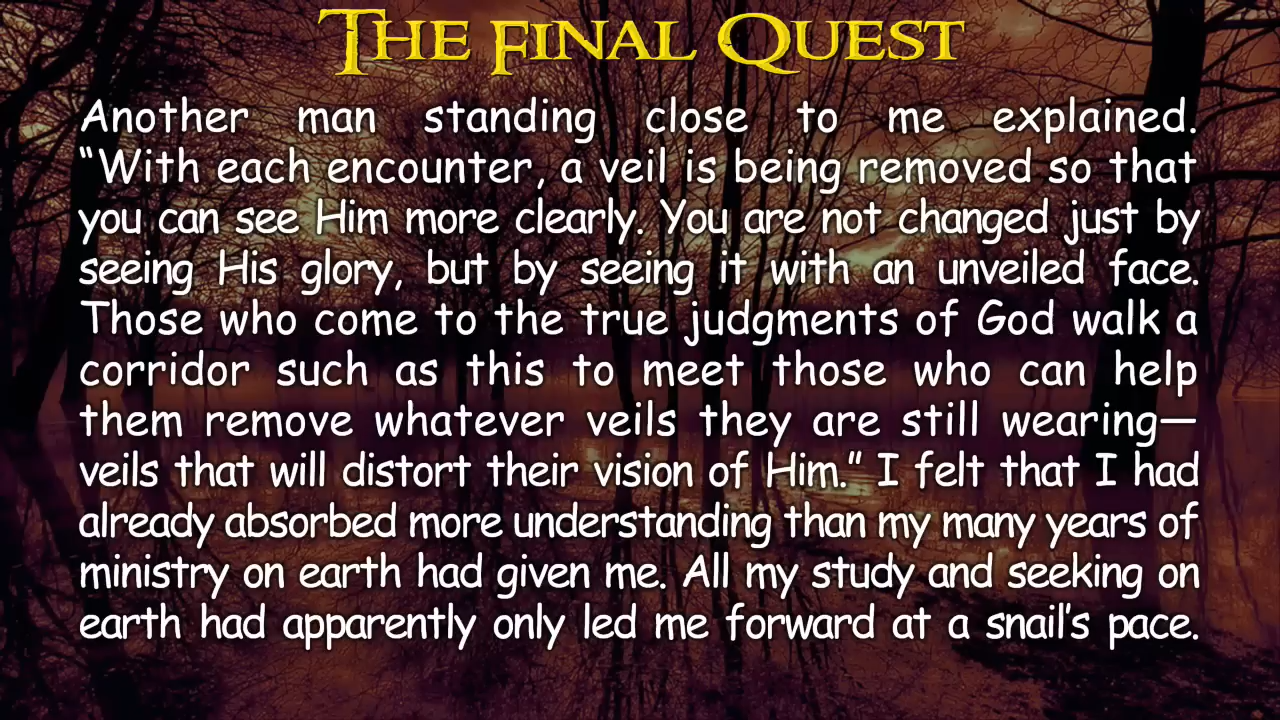 The Final Quest
Another man standing close to me explained.
“With each encounter, a veil is being removed so that
you can see Him more clearly. You are not changed just by
seeing His glory, but by seeing it with an unveiled face.
Those who come to the true judgments of God walk a
corridor such as this to meet those who can help
them remove whatever veils they are still wearing—
veils that will distort their vision of Him.” I felt that I had
already absorbed more understanding than my many years of
ministry on earth had given me. All my study and seeking on
earth had apparently only led me forward at a snail’s pace.